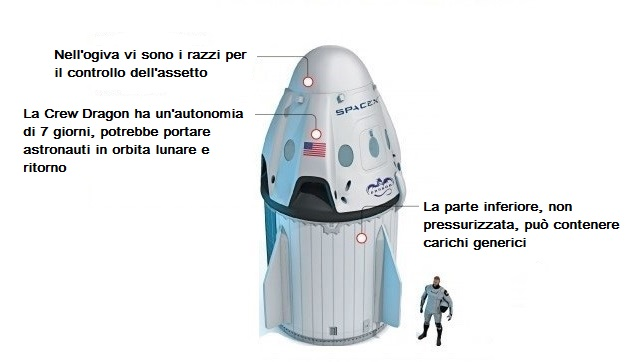 Nell'ogiva vi sono i razzi per
il controllo dell'assetto
La Crew Dragon ha un'autonomia
di 7 giorni, potrebbe portare
astronauti in orbita lunare e
ritorno
SPACEX
DRAGON
La parte inferiore, non
pressurizzata, può contenere
carichi generici